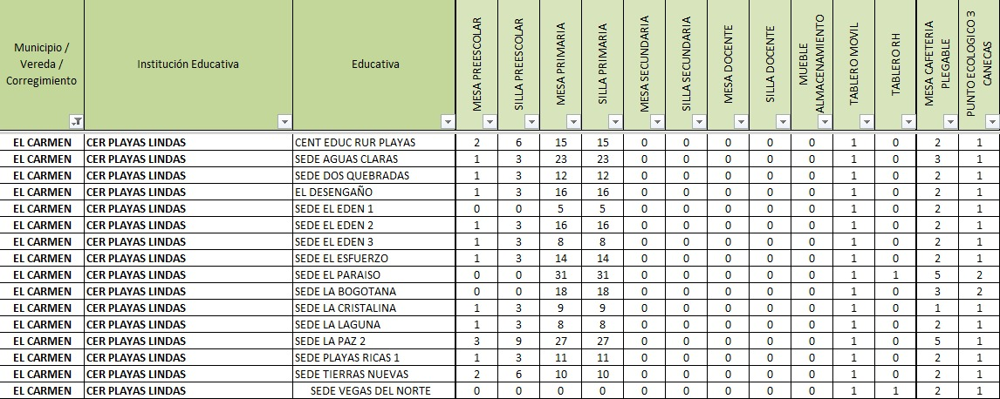 Municipio / Vereda / Corregimiento Institución Educativa Educativa MESA PREESCOLAR SILLA PREESCOLAR MESA PRIMARIA SILLA PRIMARIA MESA SECUNDARIA SILLA SECUNDARIA MESA DOCENTE SILLA DOCENTE MUEBLE ALMACENAMIENTO TABLERO MOVIL TABLERO RH MESA CAFETERIA PLEGABLE PUNTO ECOLOGICO 3 CANECAS
EL CARMEN CER PLAYAS LINDAS CENT EDUC RUR PLAYAS 2 6 15 15 0 0 0 0 0 1 0 2 1
EL CARMEN CER PLAYAS LINDAS SEDE AGUAS CLARAS 1 3 23 23 0 0 0 0 0 1 0 3 1
EL CARMEN CER PLAYAS LINDAS SEDE DOS QUEBRADAS 1 3 12 12 0 0 0 0 0 1 0 2 1
EL CARMEN CER PLAYAS LINDAS EL DESENGAÑO 1 3 16 16 0 0 0 0 0 1 0 2 1
EL CARMEN CER PLAYAS LINDAS SEDE EL EDEN 1 0 0 5 5 0 0 0 0 0 1 0 2 1
EL CARMEN CER PLAYAS LINDAS SEDE EL EDEN 2 1 3 16 16 0 0 0 0 0 1 0 2 1
EL CARMEN CER PLAYAS LINDAS SEDE EL EDEN 3 1 3 8 8 0 0 0 0 0 1 0 2 1
EL CARMEN CER PLAYAS LINDAS SEDE EL ESFUERZO 1 3 14 14 0 0 0 0 0 1 0 2 1
EL CARMEN CER PLAYAS LINDAS SEDE EL PARAISO 0 0 31 31 0 0 0 0 0 1 1 5 2
EL CARMEN CER PLAYAS LINDAS SEDE LA BOGOTANA 0 0 18 18 0 0 0 0 0 1 0 3 2
EL CARMEN CER PLAYAS LINDAS SEDE LA CRISTALINA 1 3 9 9 0 0 0 0 0 1 0 1 1
EL CARMEN CER PLAYAS LINDAS SEDE LA LAGUNA 1 3 8 8 0 0 0 0 0 1 0 2 1
EL CARMEN CER PLAYAS LINDAS SEDE LA PAZ 2 3 9 27 27 0 0 0 0 0 1 0 5 1
EL CARMEN CER PLAYAS LINDAS SEDE PLAYAS RICAS 1 1 3 11 11 0 0 0 0 0 1 0 2 1
EL CARMEN CER PLAYAS LINDAS SEDE TIERRAS NUEVAS 2 6 10 10 0 0 0 0 0 1 0 2 1
EL CARMEN CER PLAYAS LINDAS SEDE VEGAS DEL NORTE 0 0 0 0 0 0 0 0 0 1 1 2 1